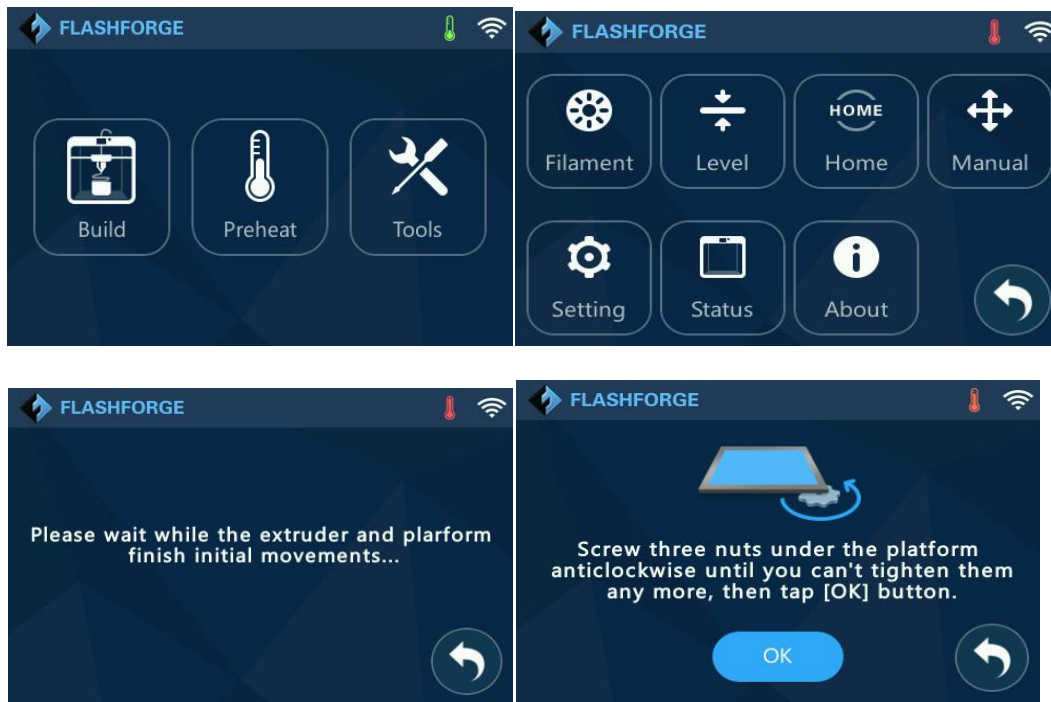 FLASHFORGE
Build
Preheat
Tools
FLASHFORGE
HOME
Filament
Level
Home
Manual
Setting
Status
About
FLASHFORGE
Please wait while the extruder and plarform
finish initial movements...
FLASHFORGE
Screw three nuts under the platform
anticlockwise until you can't tighten them
any more, then tap [OK] button.
OK